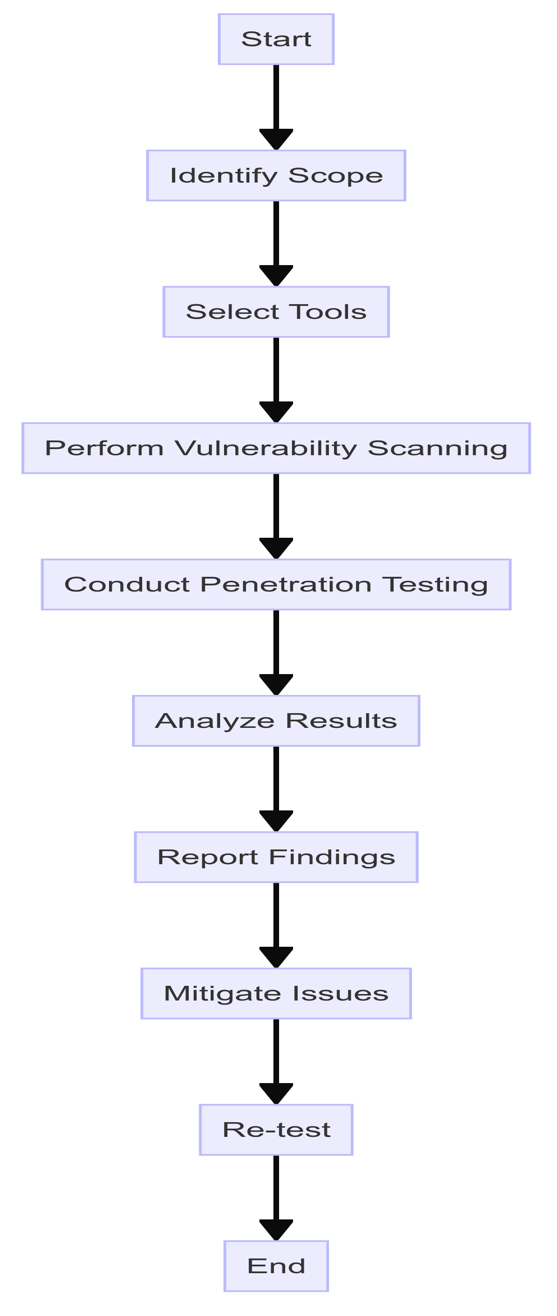 Start
Identify Scope
Select Tools
Perform Vulnerability Scanning
Conduct Penetration Testing
Analyze Results
Report Findings
Mitigate Issues
Re-test
End